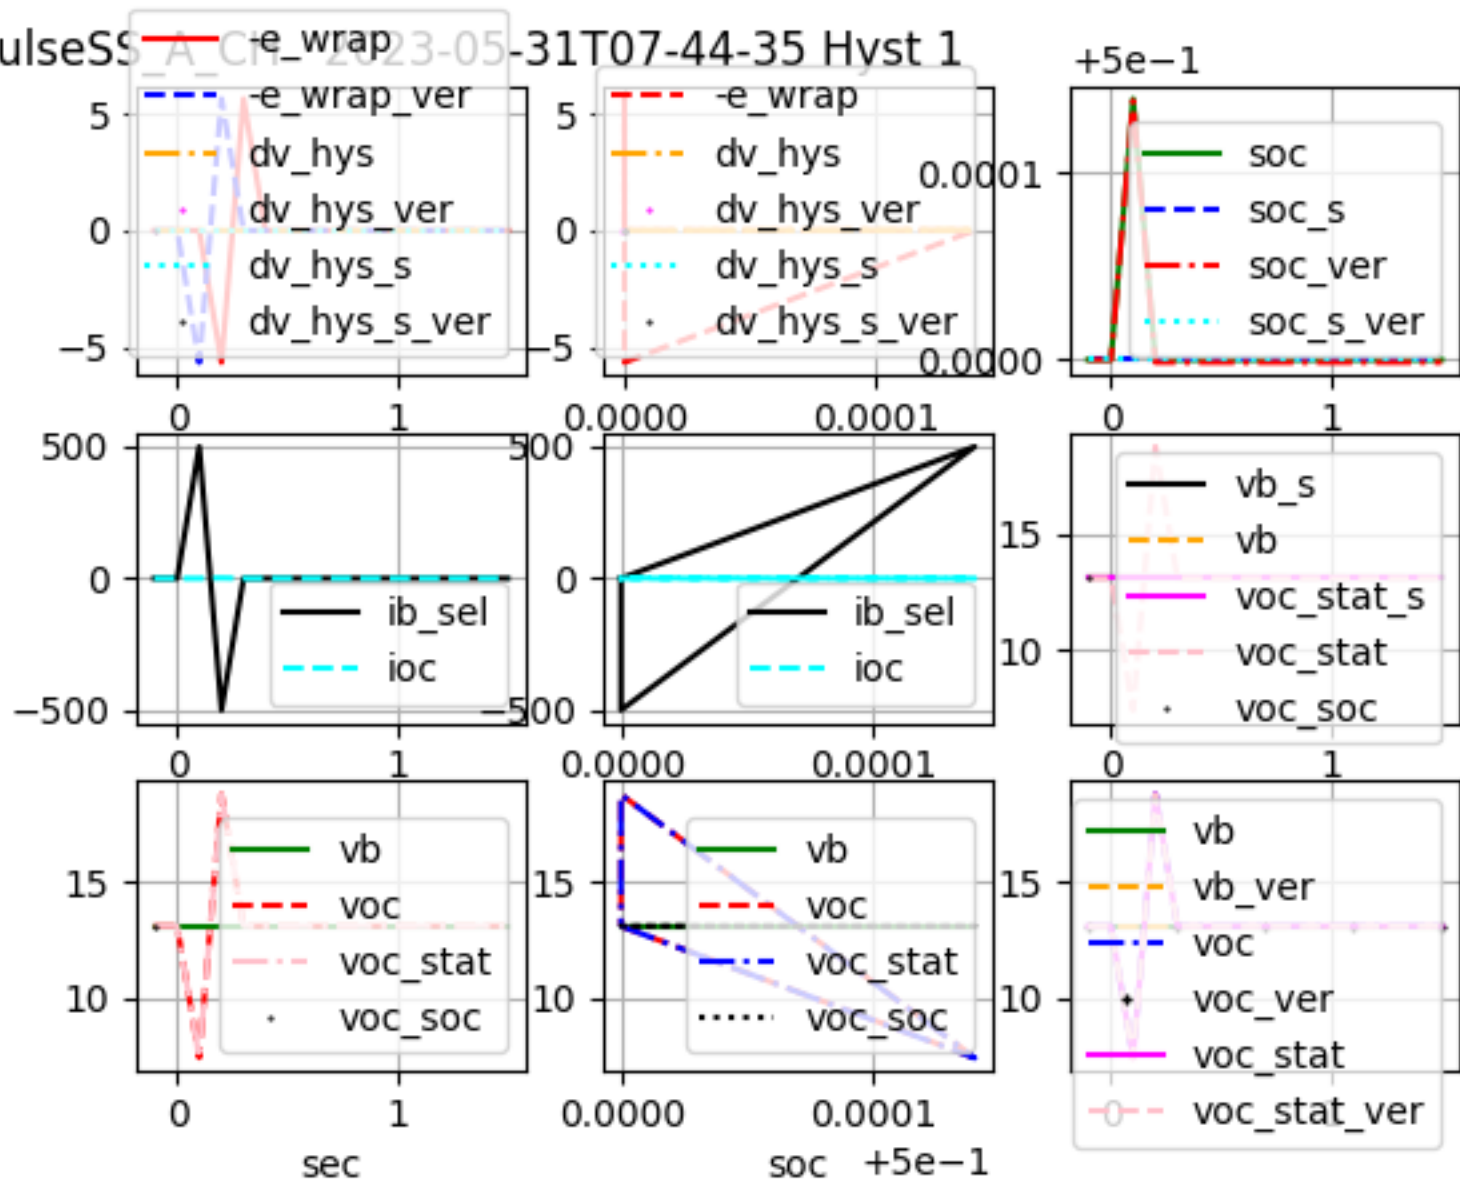 ulseSS_A_Ch 2023-05-31T07-44-35 Hyst 1
-e_wrap
-e_wrap_ver
dv_hys
dv_hys_ver
dv_hys_s
dv_hys_s_ver
5
0
−5
0
1
-e_wrap
dv_hys
dv_hys_ver
dv_hys_s
dv_hys_s_ver
5
0
−5
0.0000
0.0001
+5e−1
soc
soc_s
soc_ver
soc_s_ver
0.0001
0.0000
0
1
500
0
−500
ib_sel
ioc
0
1
500
0
−500
ib_sel
ioc
0.0000
0.0001
15
10
vb_s
vb
voc_stat_s
voc_stat
voc_soc
0
1
15
10
vb
voc
voc_stat
voc_soc
0
1
sec
15
10
vb
voc
voc_stat
voc_soc
0.0000
0.0001
soc
+5e−1
15
10
vb
vb_ver
voc
voc_ver
voc_stat
voc_stat_ver
0